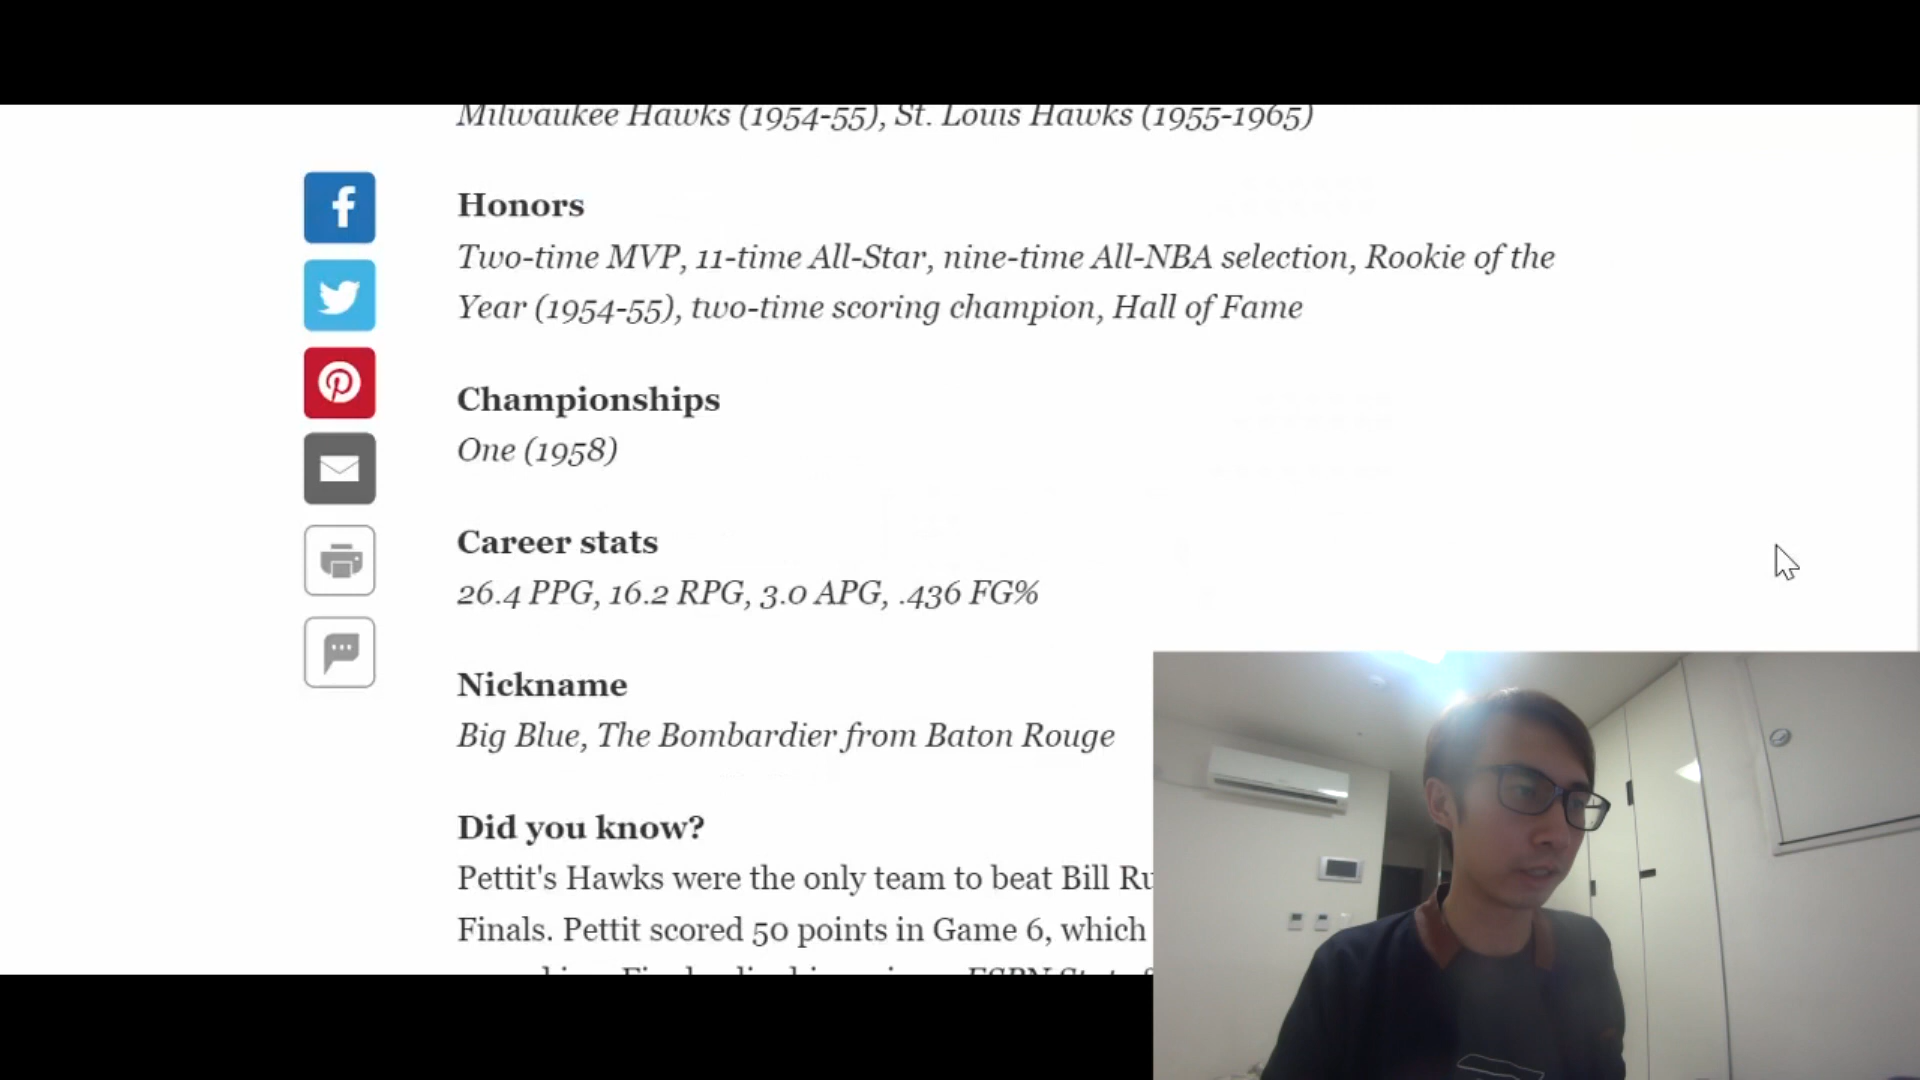 Milwaukee Hawks (1954-55), St. Louis Hawks (1955-1965)
Honors
Two-time MVP, 11-time All-Star, nine-time All-NBA selection, Rookie of the
Year (1954-55), two-time scoring champion, Hall of Fame
Championships
One (1958)
Career stats
26.4 PPG, 16.2 RPG, 3.0 APG, .436 FG%
Nickname
Big Blue, The Bombardier from Baton Rouge
Did you know?
Pettit's Hawks were the only team to beat Bill Ru
Finals. Pettit scored 50 points in Game 6, which
ESPN